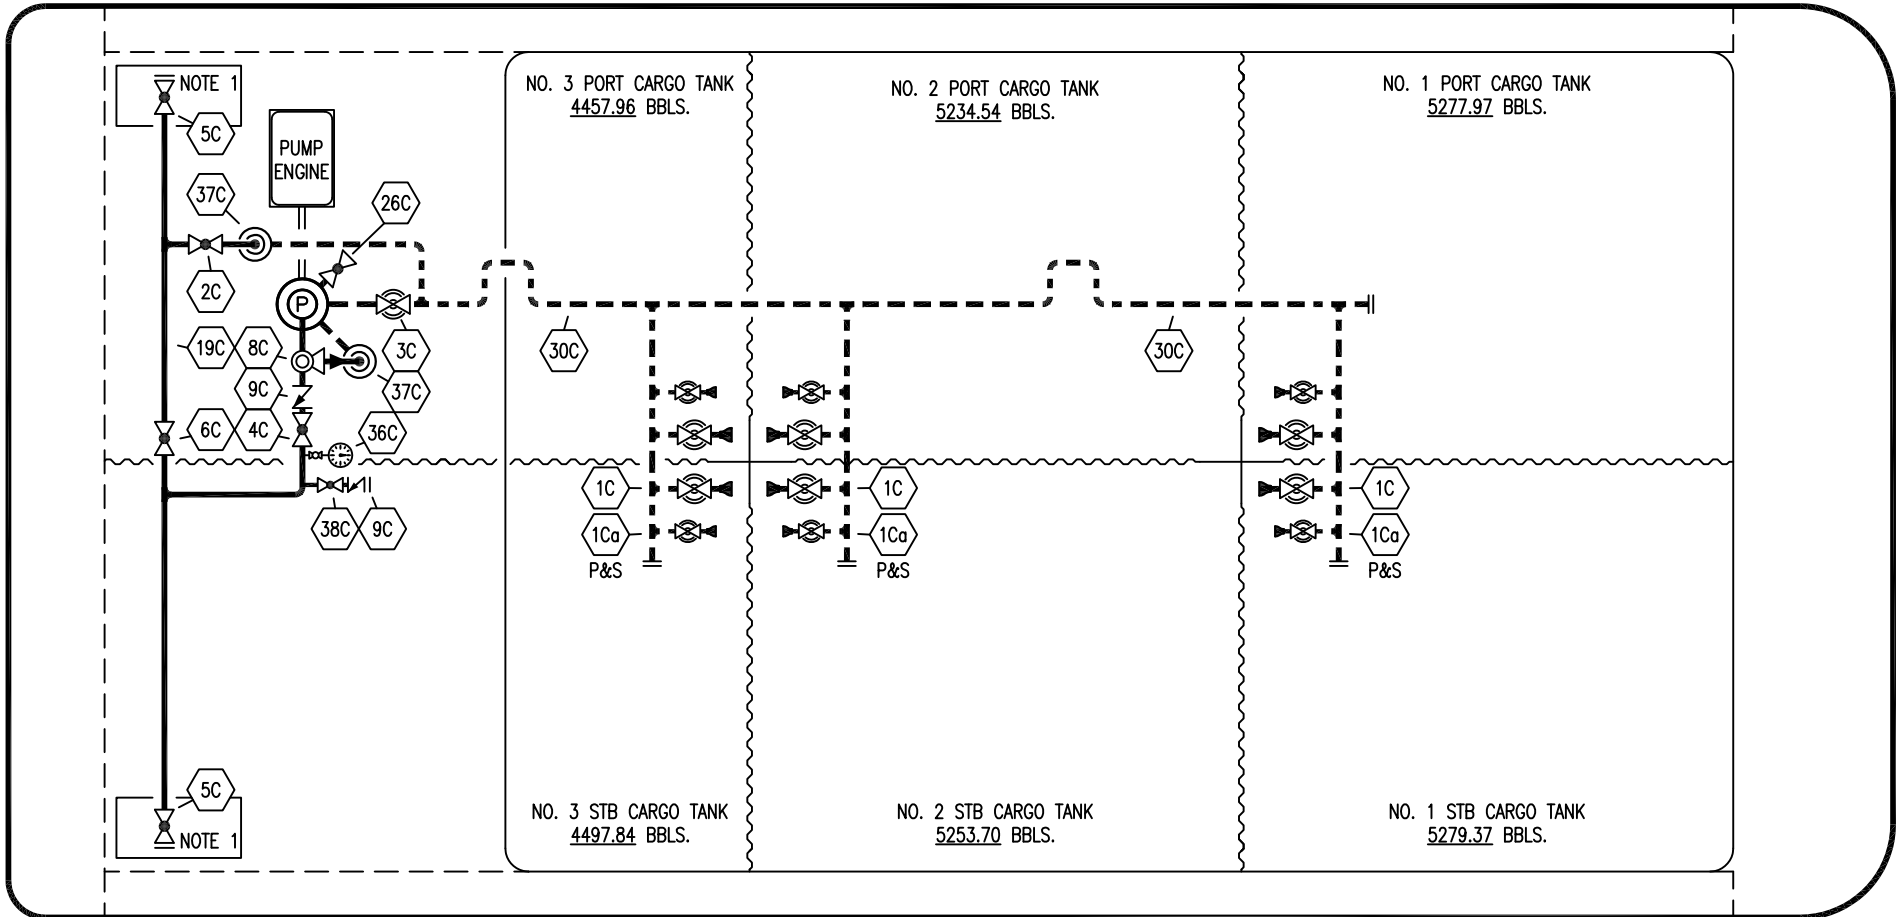 NOTE 1
5C
NO. 3 PORT CARGO TANK
4457.96 BBLS.
NO. 2 PORT CARGO TANK
5234.54 BBLS.
NO. 1 PORT CARGO TANK
5277.97 BBLS.
PUMP
ENGINE
37C
26C
2C
P
19C
8C
3C
30C
30C
9C
37C
6C
4C
36C
1C
1C
1C
38C
9C
1Ca
1Ca
1Ca
P&S
P&S
P&S
5C
NOTE 1
NO. 3 STB CARGO TANK
4497.84 BBLS.
NO. 2 STB CARGO TANK
5253.70 BBLS.
NO. 1 STB CARGO TANK
5279.37 BBLS.